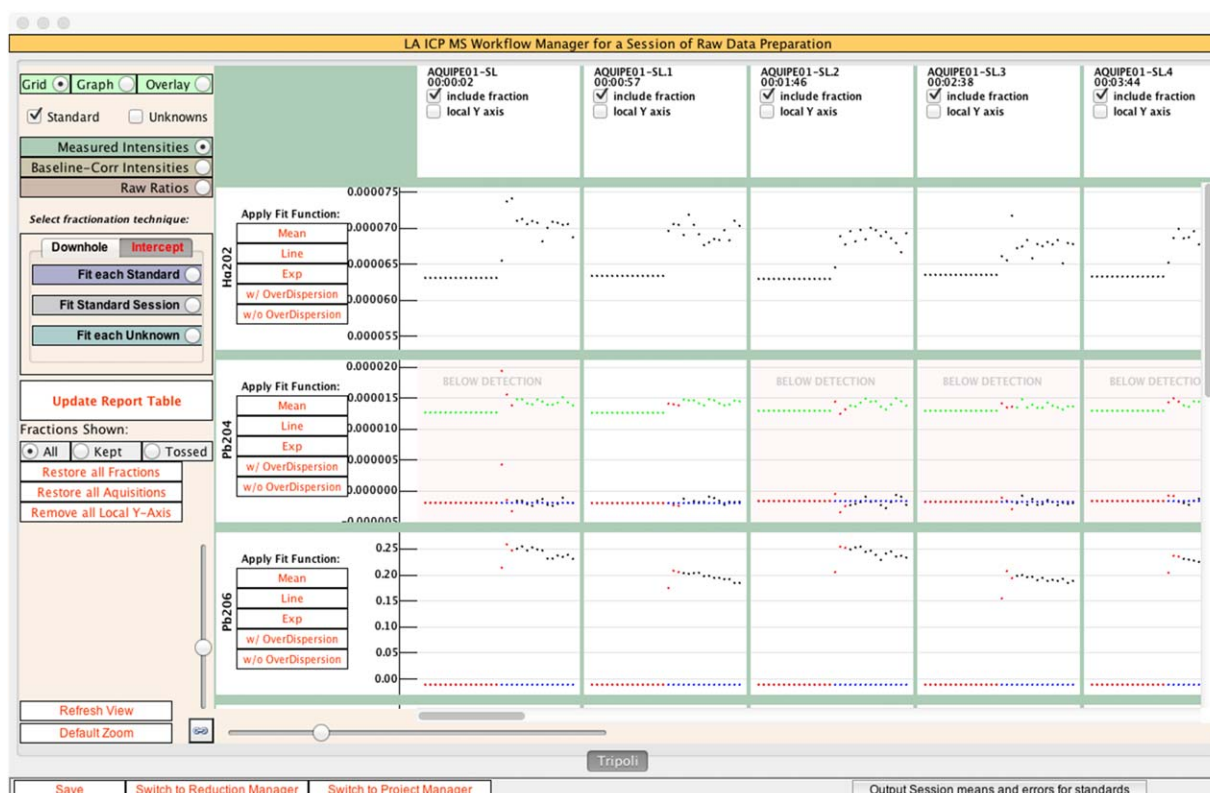 LA ICP MS Workflow Manager for a Session of Raw Data Preparation
Grid Graph Overlay
Standard Unknowns
Measured Intensities
Baseline-Corr Intensities
Raw Ratios
Select fractionation technique:
Downhole Intercept
Fit each Standard
Fit Standard Session
Fit each Unknown
Update Report Table
Fractions Shown:
All Kept Tossed
Restore all Fractions
Restore all Aquisitions
Remove all Local Y-Axis
Refresh View
Default Zoom
AQUIPE01-SL
00:00:02
include fraction
local Y axis
AQUIPE01-SL.1
00:00:57
include fraction
local Y axis
AQUIPE01-SL.2
00:01:46
include fraction
local Y axis
AQUIPE01-SL.3
00:02:38
include fraction
local Y axis
AQUIPE01-SL.4
00:03:44
include fraction
local Y axis
Hg202
Apply Fit Function:
Mean
Line
Exp
w/ OverDispersion
w/o OverDispersion
0.000075
0.000070
0.000065
0.000060
0.000055
Pb204
Apply Fit Function:
Mean
Line
Exp
w/ OverDispersion
w/o OverDispersion
0.000020
0.000015
0.000010
0.000005
0.000000
-0.000005
BELOW DETECTION
BELOW DETECTION
BELOW DETECTION
BELOW DETECTIO
Pb206
Apply Fit Function:
Mean
Line
Exp
w/ OverDispersion
w/o OverDispersion
0.25
0.20
0.15
0.10
0.05
0.00
Tripoli
Save Switch to Reduction Manager Switch to Project Manager Output Session means and errors for standards